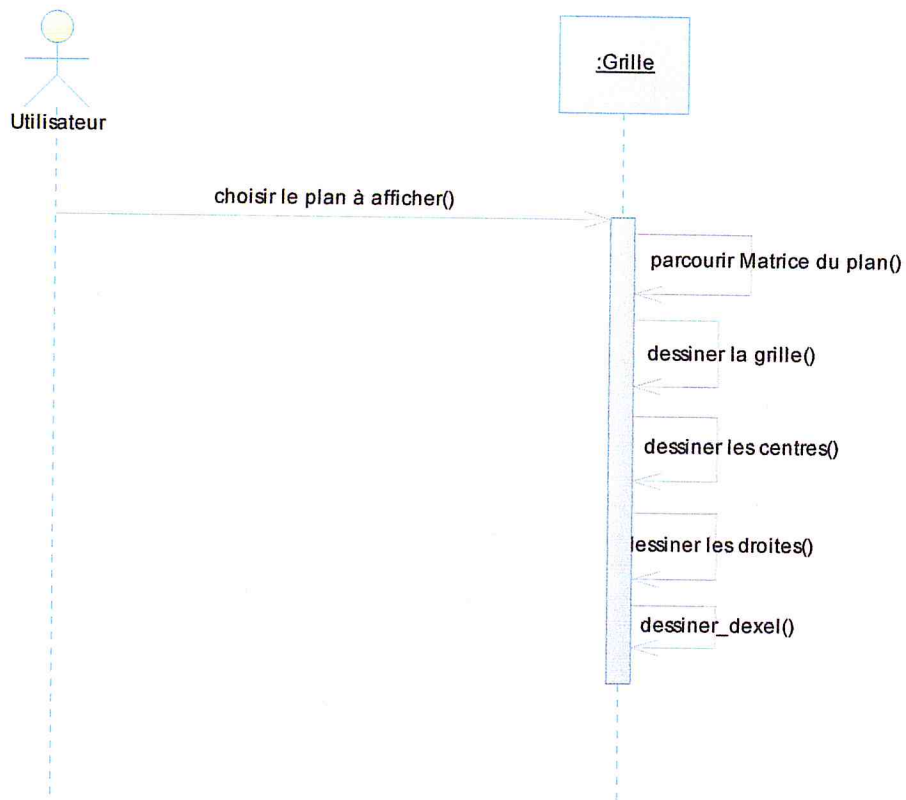 :Grille
Utilisateur
choisir le plan à afficher()
parcourir Matrice du plan()
dessiner la grille()
dessiner les centres()
lessiner les droites()
dessiner_dexel()